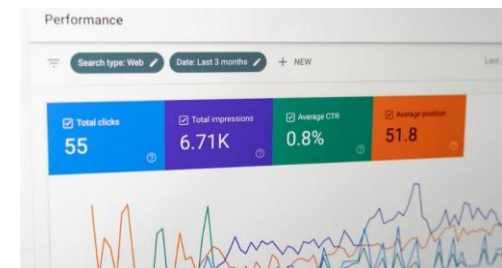 Performance
Search type: Web
Date: Last 3 months
+ NEW
Last
Total clicks
55
Total impressions
6.71K
Average CTR
0.8%
Average position
51.8